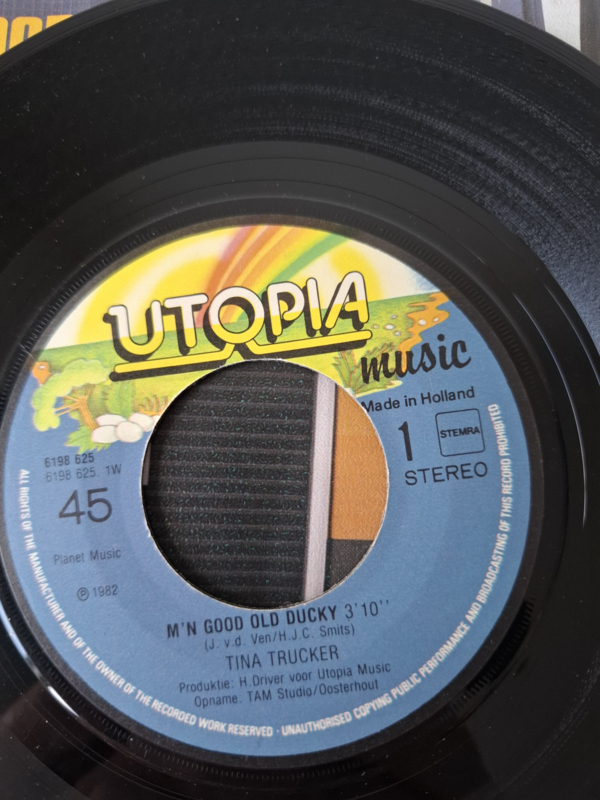 UTOPIA
music
Made in Holland
1
STEMRA
STEREO
6198 625
6198 625. 1W
45
Planet Music
℗ 1982
M'N GOOD OLD DUCKY 3'10''
(J. v.d. Ven/H.J.C. Smits)
TINA TRUCKER
Produktie: H.Driver voor Utopia Music
Opname: TAM Studio/Oosterhout
ALL RIGHTS OF THE MANUFACTURER AND OF THE OWNER OF THE RECORDED WORK RESERVED · UNAUTHORISED COPYING PUBLIC PERFORMANCE AND BROADCASTING OF THIS RECORD PROHIBITED